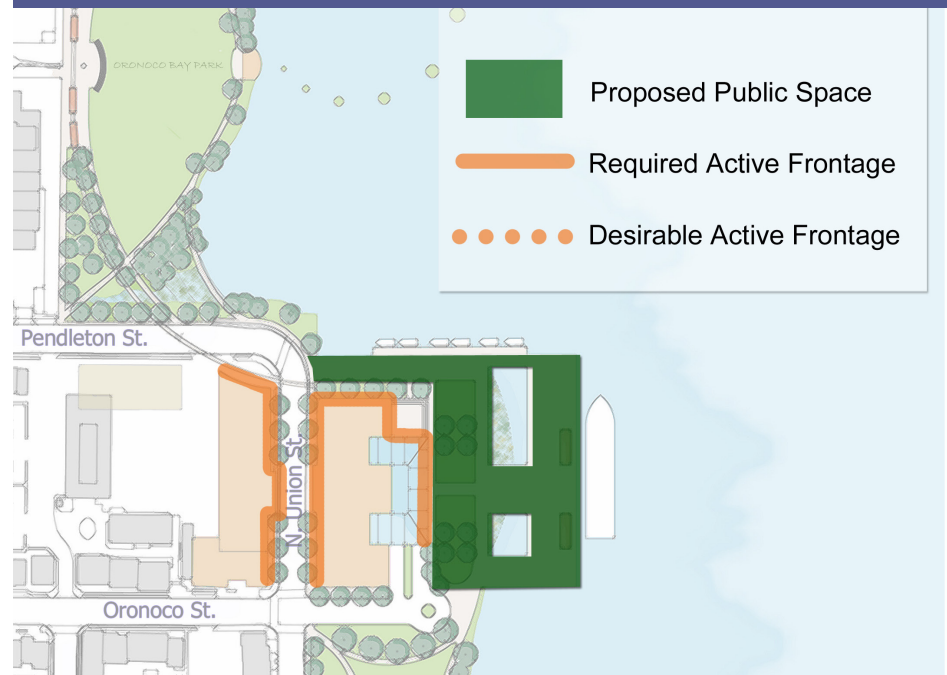 ORONOCO BAY PARK
Proposed Public Space
Required Active Frontage
Desirable Active Frontage
Pendleton St.
N. Union St.
Oronoco St.